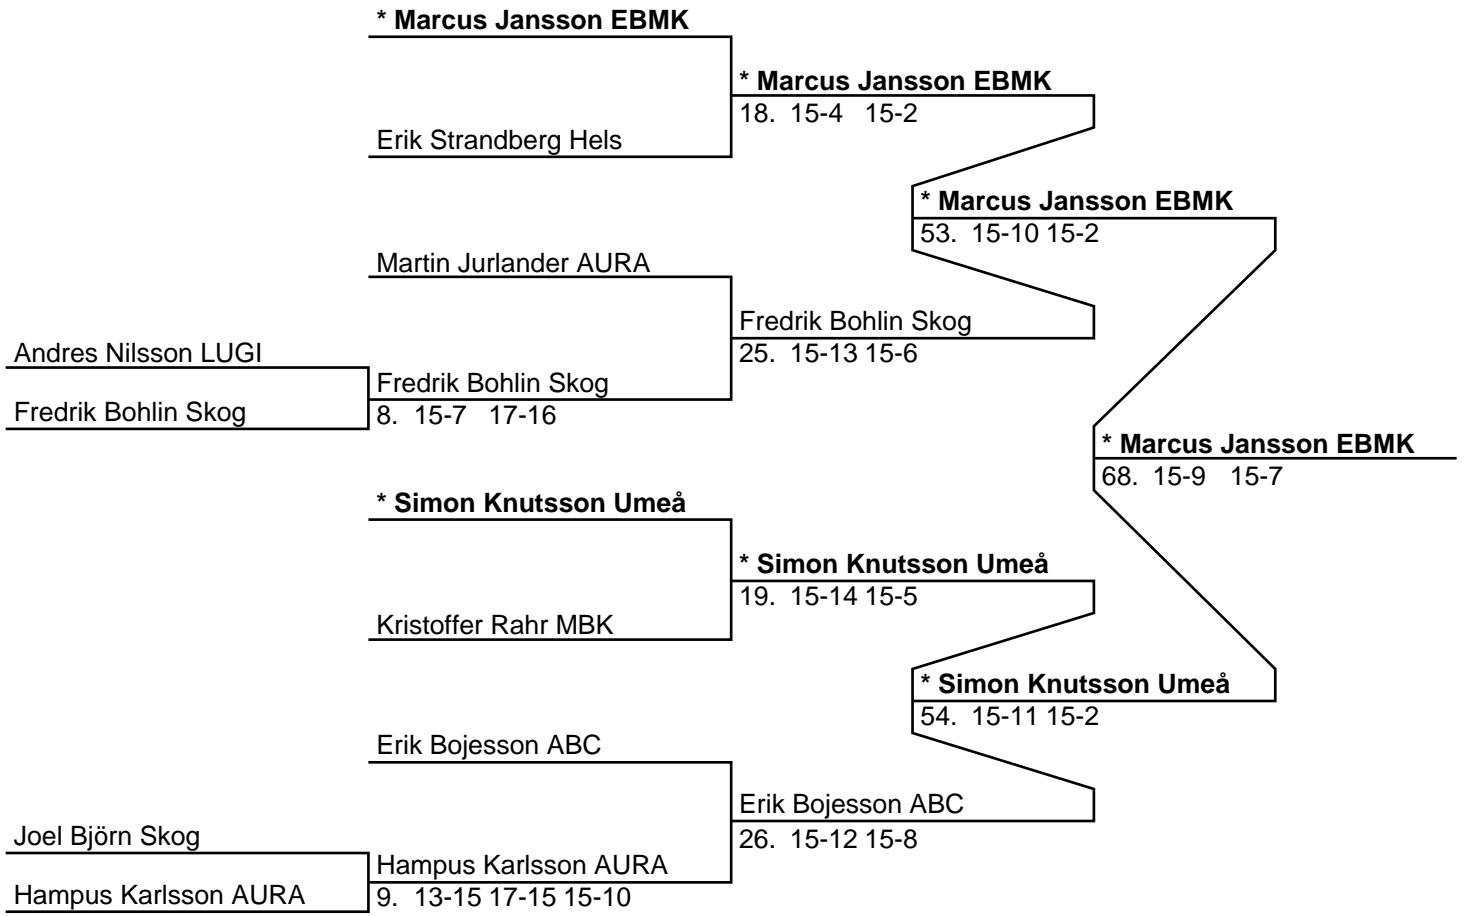 * Marcus Jansson EBMK
* Marcus Jansson EBMK
18. 15-4 15-2
Erik Strandberg Hels
* Marcus Jansson EBMK
53. 15-10 15-2
Martin Jurlander AURA
Fredrik Bohlin Skog
25. 15-13 15-6
Andres Nilsson LUGI
Fredrik Bohlin Skog
8. 15-7 17-16
Fredrik Bohlin Skog
* Marcus Jansson EBMK
68. 15-9 15-7
* Simon Knutsson Umeå
* Simon Knutsson Umeå
19. 15-14 15-5
Kristoffer Rahr MBK
* Simon Knutsson Umeå
54. 15-11 15-2
Erik Bojesson ABC
Erik Bojesson ABC
26. 15-12 15-8
Joel Björn Skog
Hampus Karlsson AURA
9. 13-15 17-15 15-10
Hampus Karlsson AURA